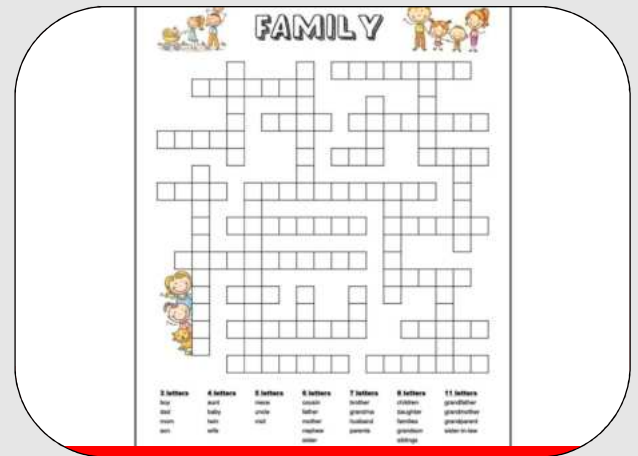 FAMILY
3 letters 4 letters 5 letters 6 letters 7 letters 8 letters 11 letters
boy aunt niece cousin brother children grandfather
dad baby uncle father grandma daughter grandmother
mom twin mother husband families grandparent
son wife nephew parents grandson sister-in-law
sister siblings